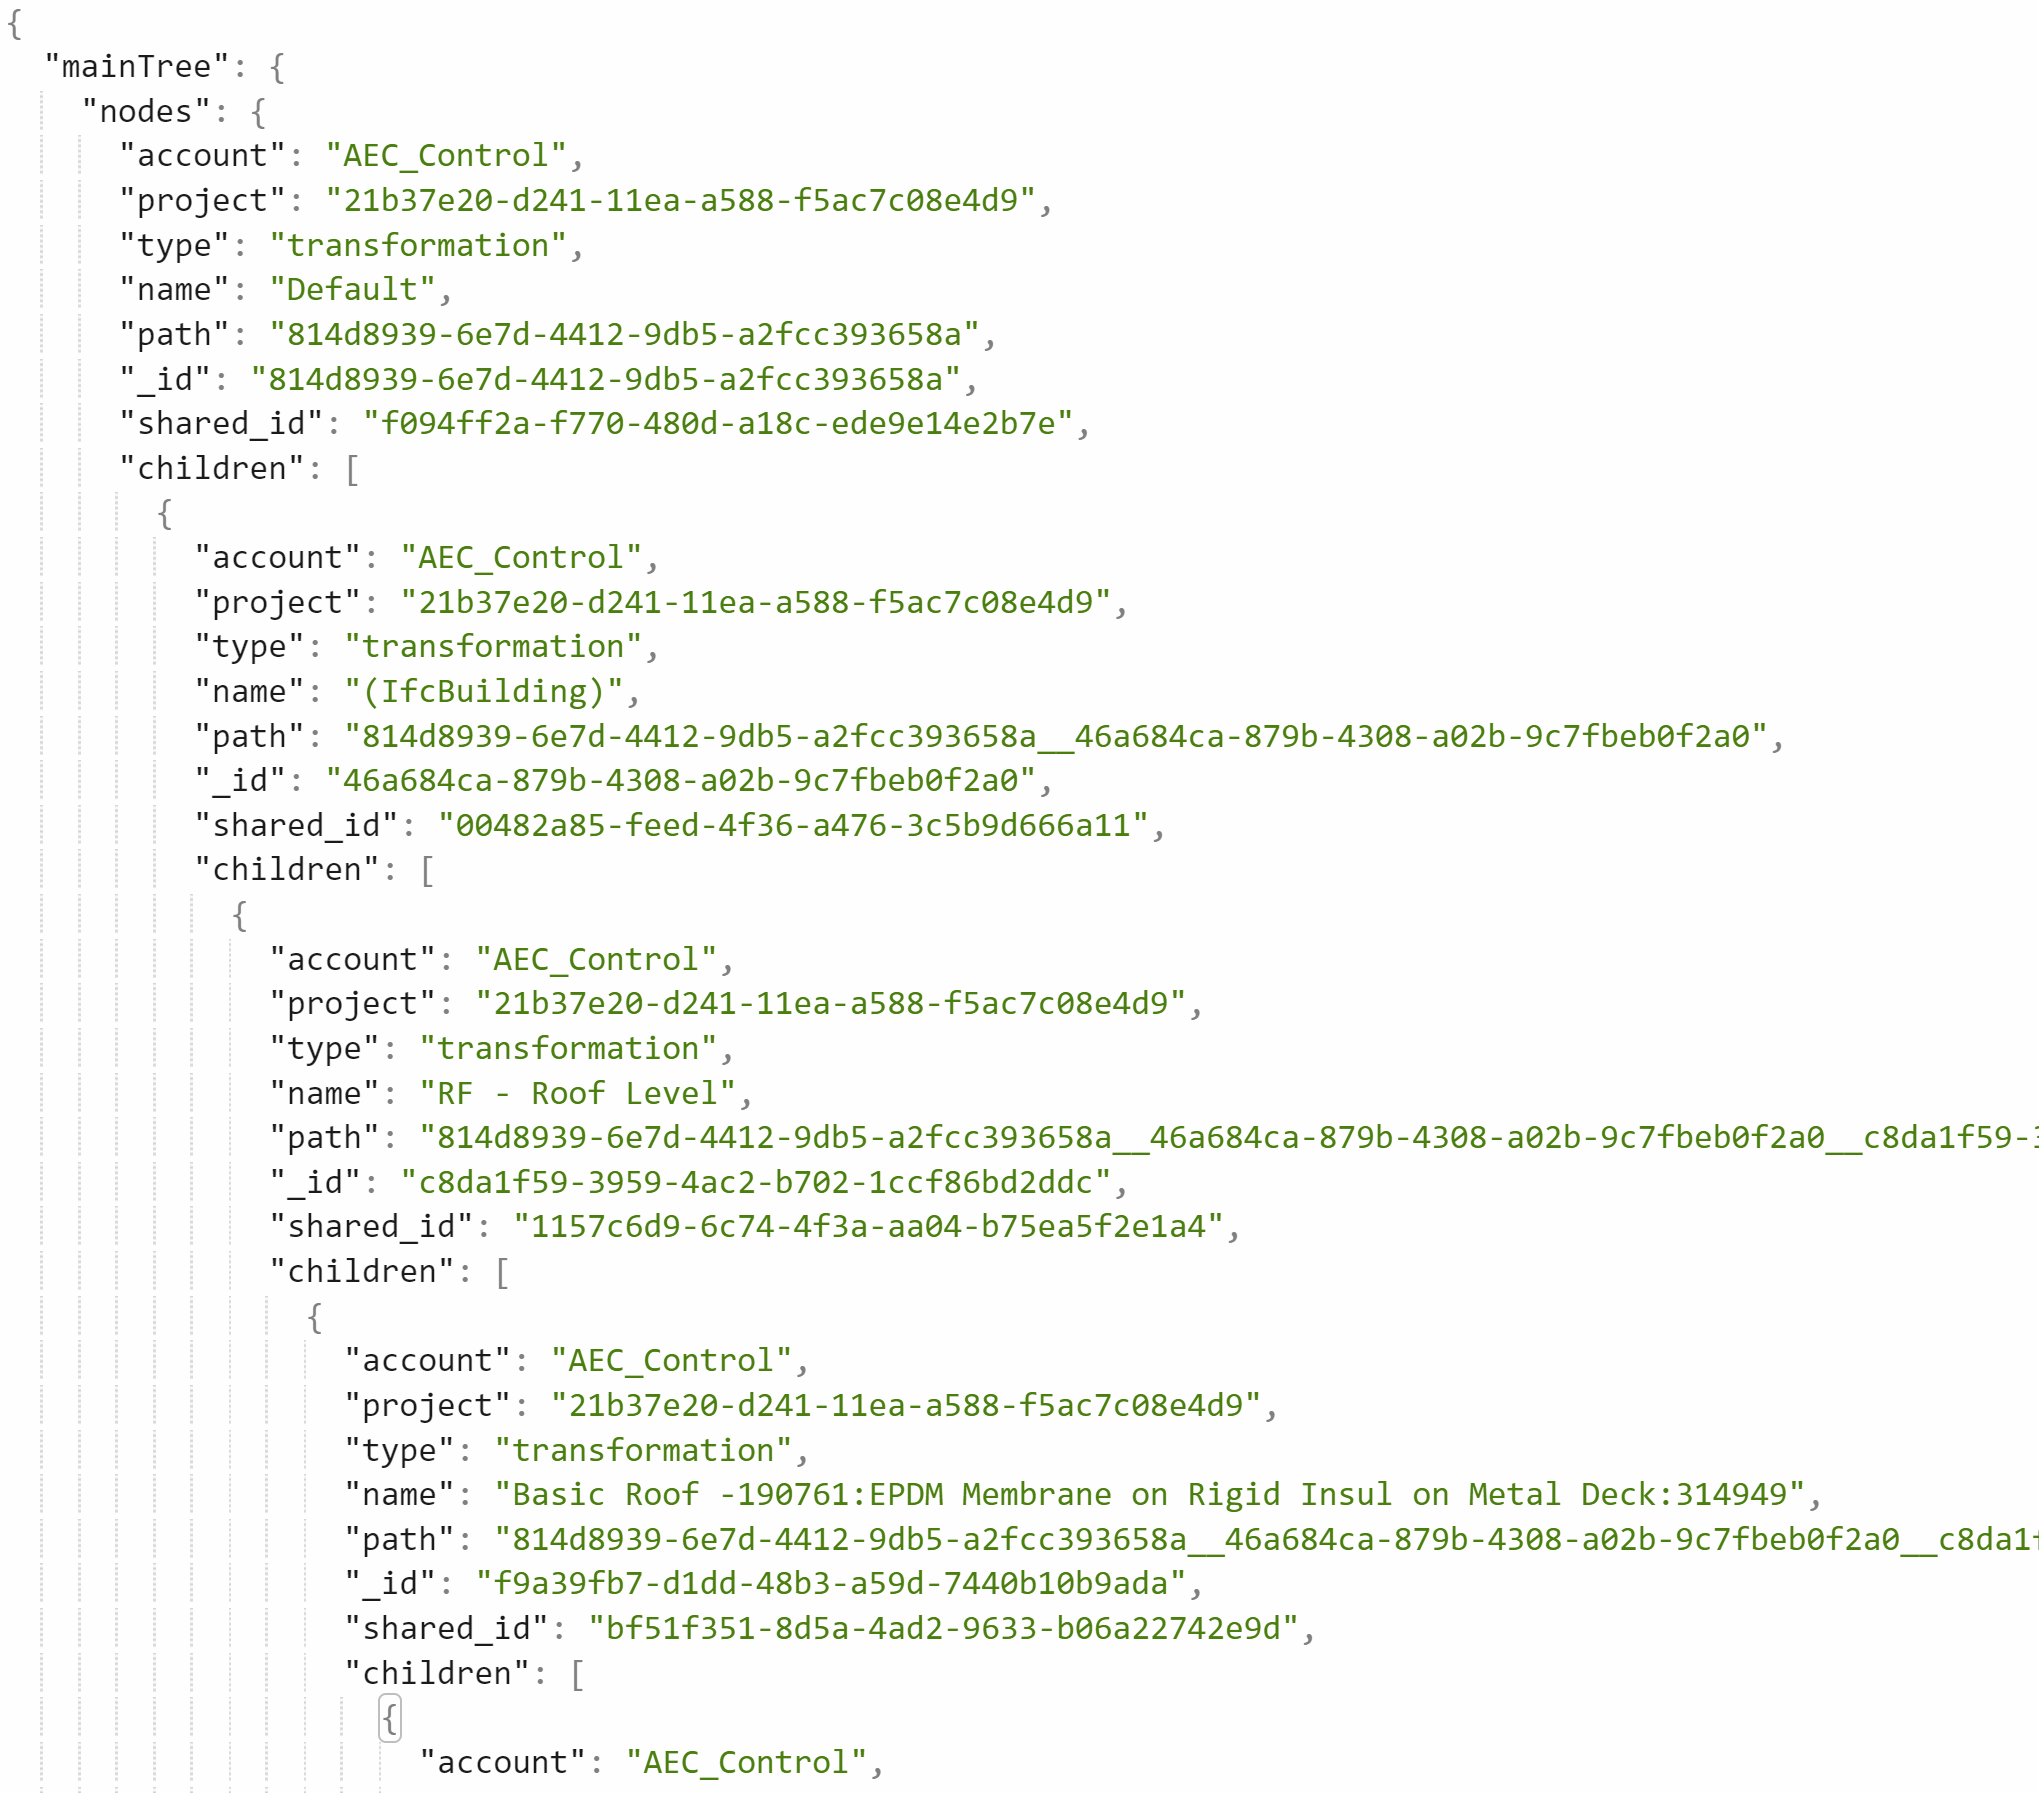 {
  "mainTree": {
    "nodes": {
      "account": "AEC_Control",
      "project": "21b37e20-d241-11ea-a588-f5ac7c08e4d9",
      "type": "transformation",
      "name": "Default",
      "path": "814d8939-6e7d-4412-9db5-a2fcc393658a",
      "_id": "814d8939-6e7d-4412-9db5-a2fcc393658a",
      "shared_id": "f094ff2a-f770-480d-a18c-ede9e14e2b7e",
      "children": [
        {
          "account": "AEC_Control",
          "project": "21b37e20-d241-11ea-a588-f5ac7c08e4d9",
          "type": "transformation",
          "name": "(IfcBuilding)",
          "path": "814d8939-6e7d-4412-9db5-a2fcc393658a__46a684ca-879b-4308-a02b-9c7fbeb0f2a0",
          "_id": "46a684ca-879b-4308-a02b-9c7fbeb0f2a0",
          "shared_id": "00482a85-feed-4f36-a476-3c5b9d666a11",
          "children": [
            {
              "account": "AEC_Control",
              "project": "21b37e20-d241-11ea-a588-f5ac7c08e4d9",
              "type": "transformation",
              "name": "RF - Roof Level",
              "path": "814d8939-6e7d-4412-9db5-a2fcc393658a__46a684ca-879b-4308-a02b-9c7fbeb0f2a0__c8da1f59-3
              "_id": "c8da1f59-3959-4ac2-b702-1ccf86bd2ddc",
              "shared_id": "1157c6d9-6c74-4f3a-aa04-b75ea5f2e1a4",
              "children": [
                {
                  "account": "AEC_Control",
                  "project": "21b37e20-d241-11ea-a588-f5ac7c08e4d9",
                  "type": "transformation",
                  "name": "Basic Roof -190761:EPDM Membrane on Rigid Insul on Metal Deck:314949",
                  "path": "814d8939-6e7d-4412-9db5-a2fcc393658a__46a684ca-879b-4308-a02b-9c7fbeb0f2a0__c8da1f
                  "_id": "f9a39fb7-d1dd-48b3-a59d-7440b10b9ada",
                  "shared_id": "bf51f351-8d5a-4ad2-9633-b06a22742e9d",
                  "children": [
                    {
                      "account": "AEC_Control",